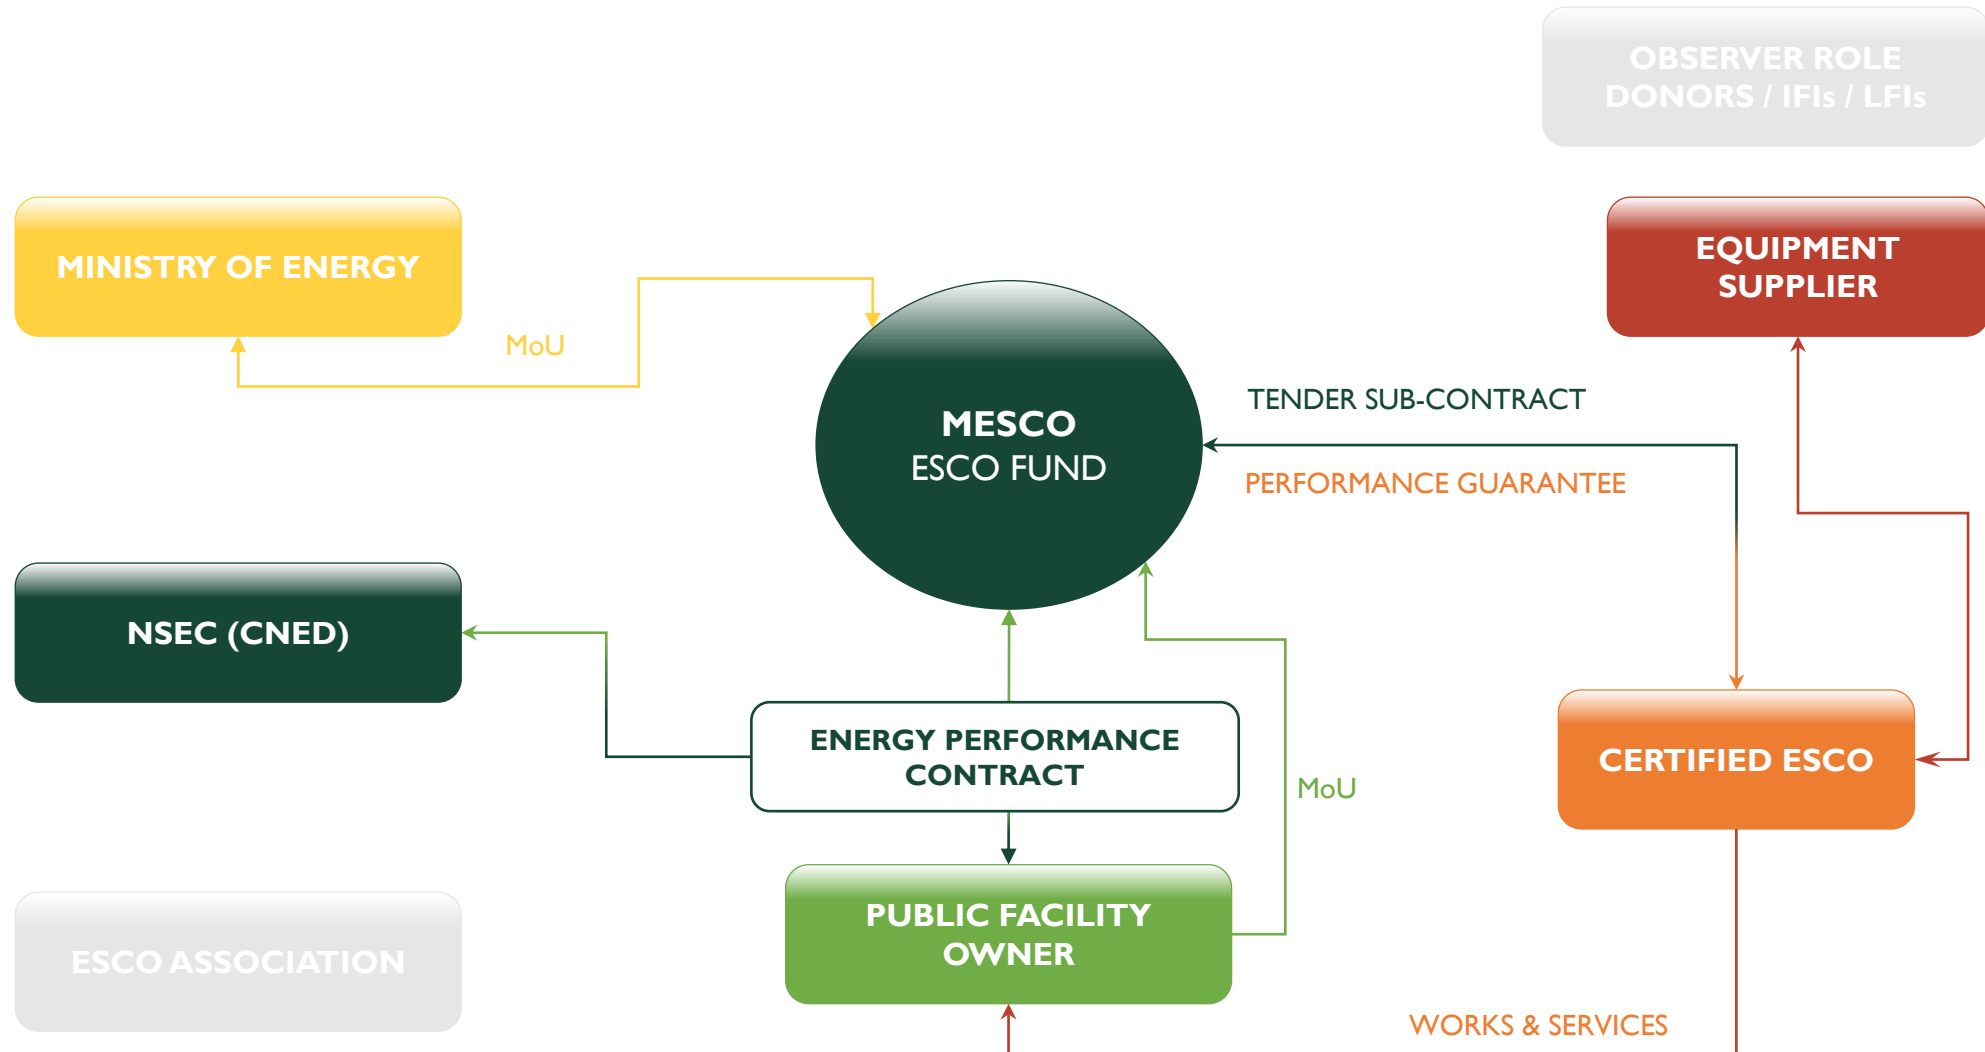 OBSERVER ROLE
DONORS / IFIs / LFIs
MINISTRY OF ENERGY
EQUIPMENT
SUPPLIER
MoU
TENDER SUB-CONTRACT
MESCO
ESCO FUND
PERFORMANCE GUARANTEE
NSEC (CNED)
ENERGY PERFORMANCE
CONTRACT
CERTIFIED ESCO
MoU
PUBLIC FACILITY
OWNER
ESCO ASSOCIATION
WORKS & SERVICES